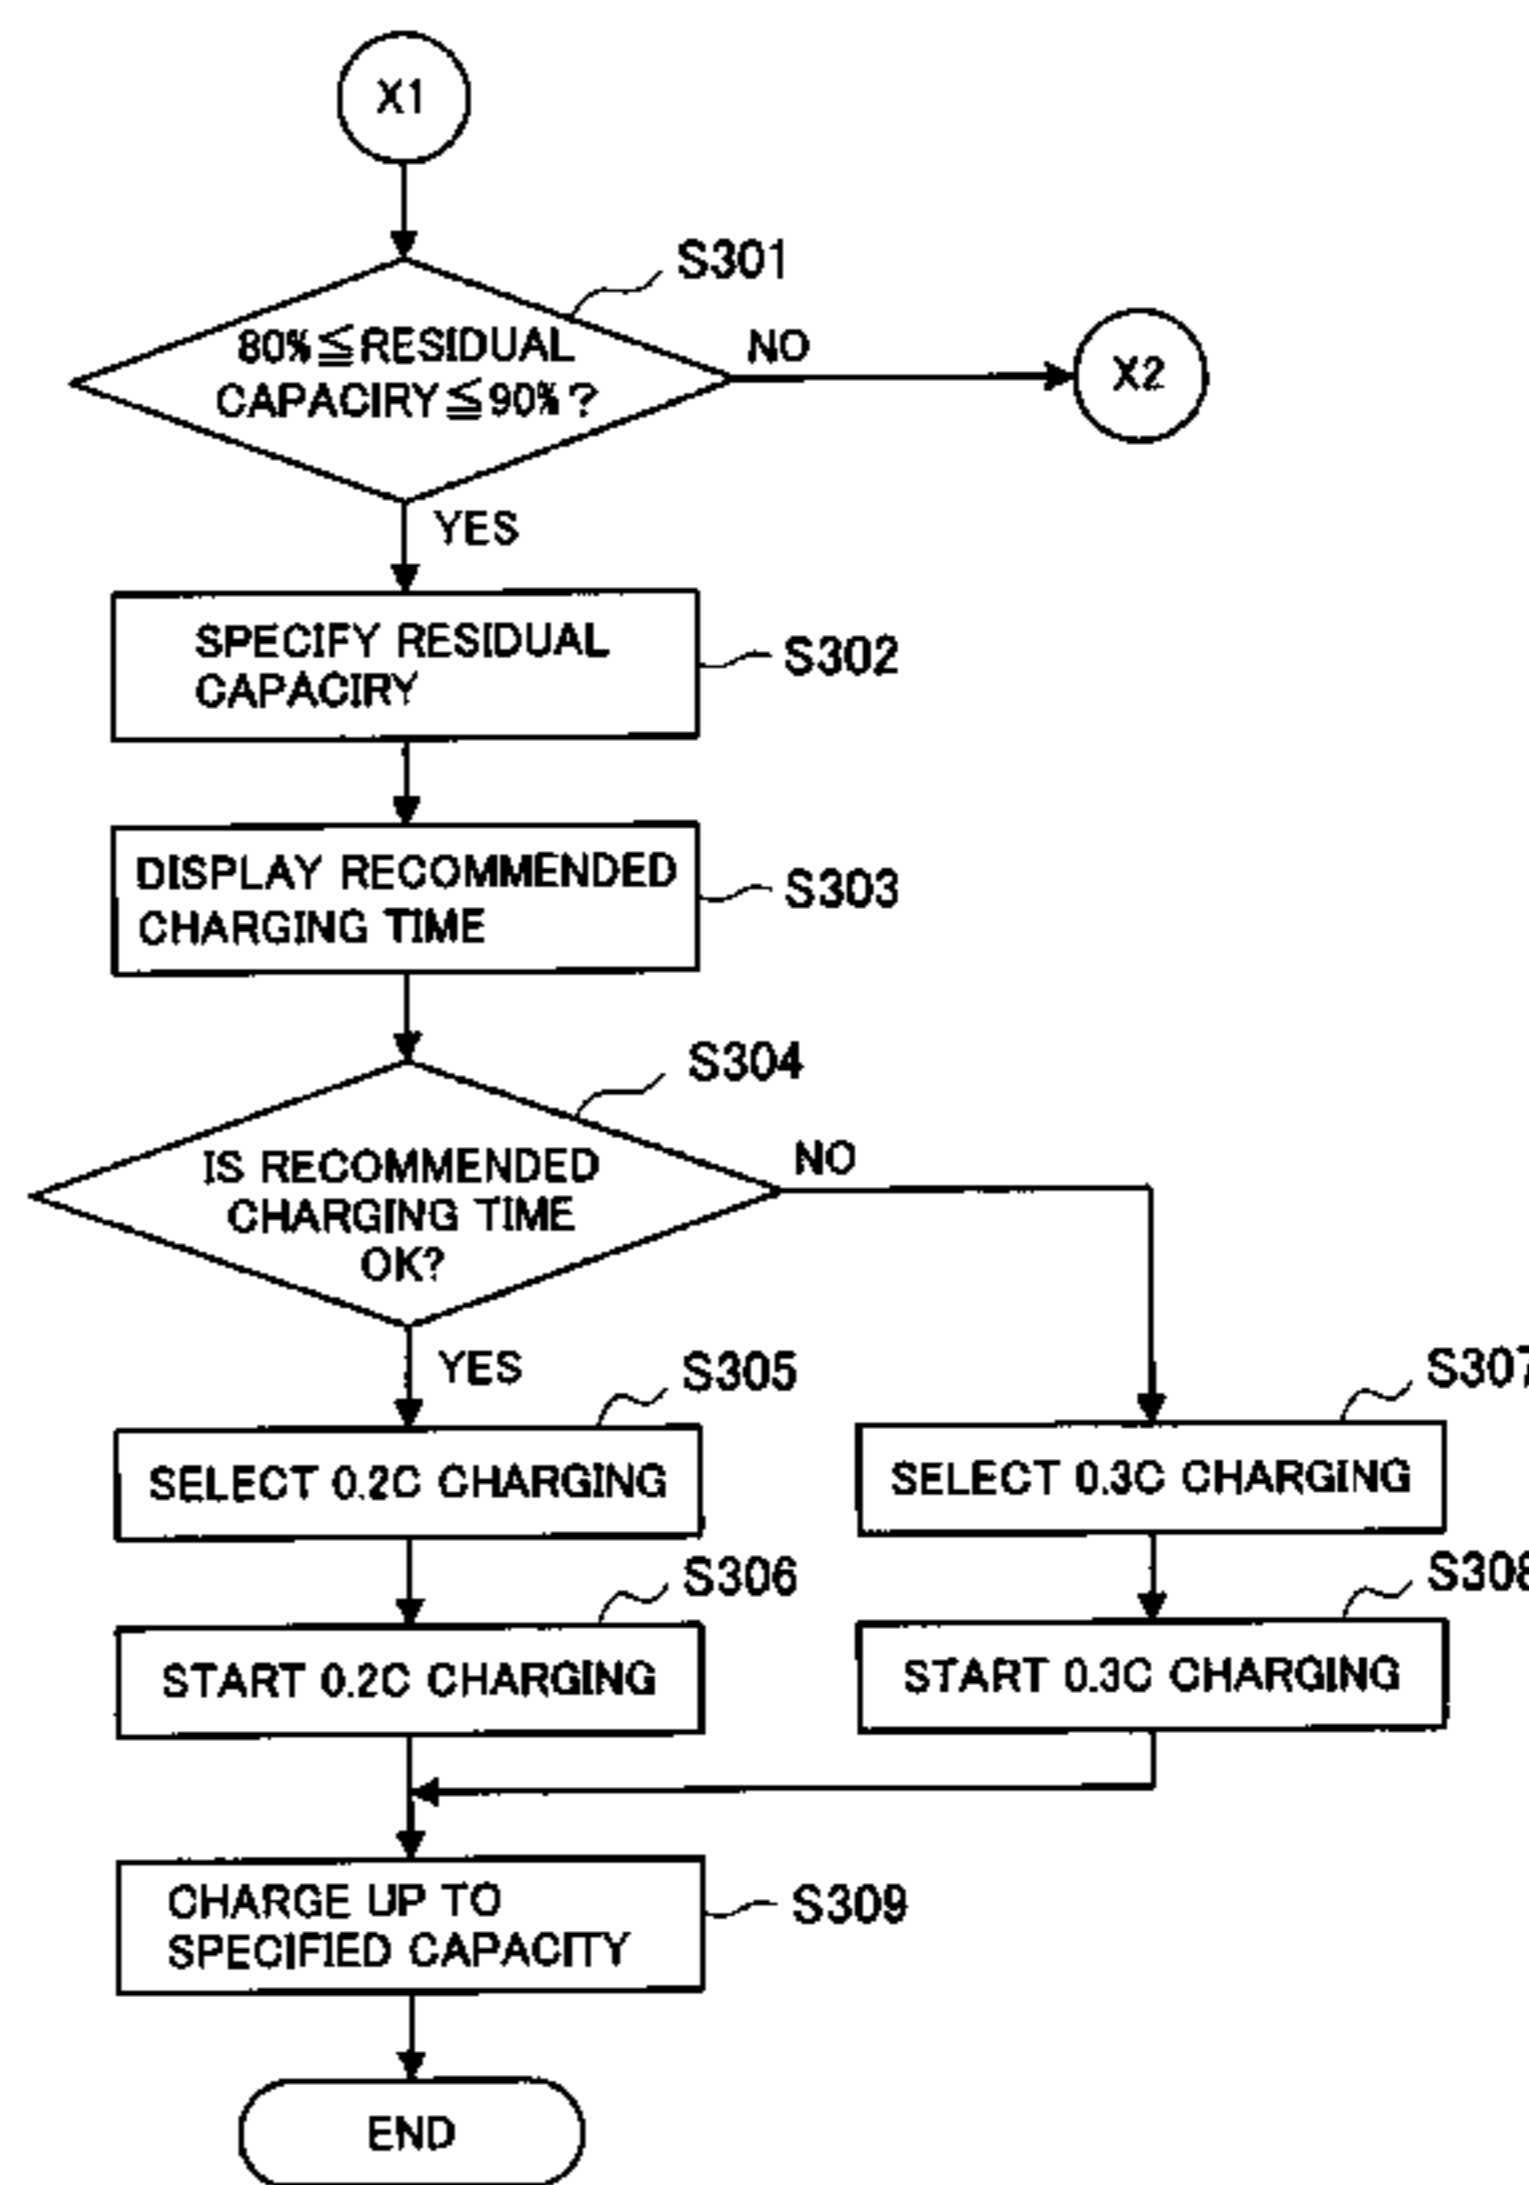 X1
S301
80%≦RESIDUAL
CAPACIRY≦90%?
NO
X2
YES
SPECIFY RESIDUAL
CAPACIRY
S302
DISPLAY RECOMMENDED
CHARGING TIME
S303
S304
IS RECOMMENDED
CHARGING TIME
OK?
NO
YES
S305
SELECT 0.2C CHARGING
S307
SELECT 0.3C CHARGING
S306
START 0.2C CHARGING
S308
START 0.3C CHARGING
CHARGE UP TO
SPECIFIED CAPACITY
S309
END